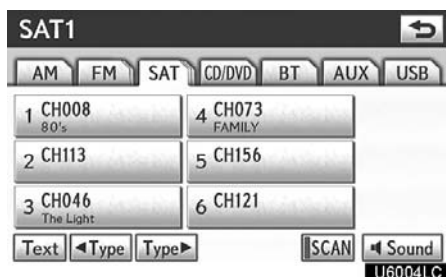 SAT1
AM FM SAT CD/DVD BT AUX USB
1 CH008 4 CH073
80's FAMILY
2 CH113 5 CH156
3 CH046 6 CH121
The Light
Text ◄Type Type► SCAN Sound
U6004LC